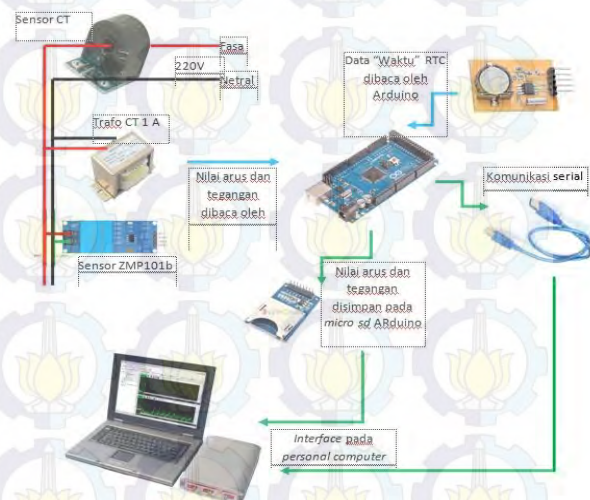 Sensor CT
Fasa
220V
Netral
Data "Waktu" RTC
dibaca oleh
Arduino
Trafo CT 1 A
Nilai arus dan
tegangan
dibaca oleh
Komunikasi serial
Sensor ZMP101b
Nilai arus dan
tegangan
disimpan pada
micro sd ARduino
Interface pada
personal computer